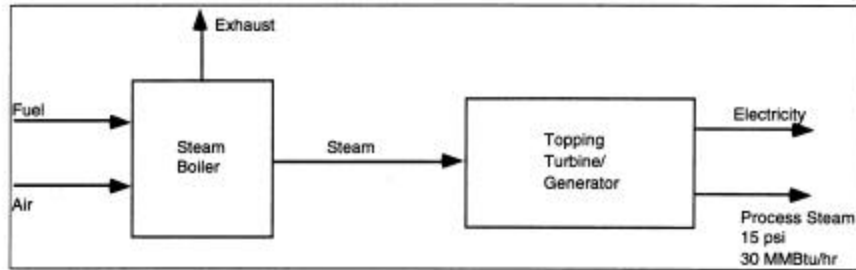 Exhaust
Fuel
Air
Steam
Boiler
Steam
Topping
Turbine/
Generator
Electricity
Process Steam
15 psi
30 MMBtu/hr